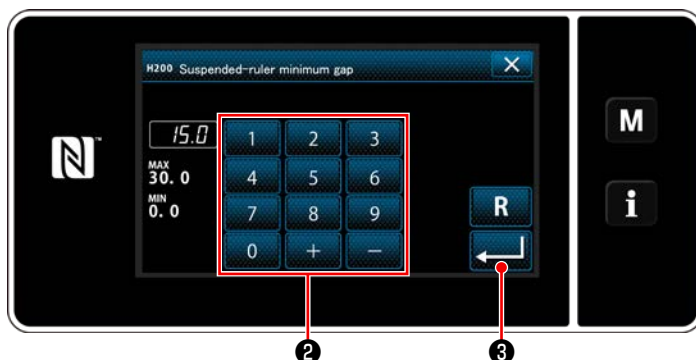 H200 Suspended-ruler minimum gap
15.0
MAX
30.0
MIN
0.0
1 2 3
4 5 6
7 8 9
0 + −
R
M
i
N
❷ ❸